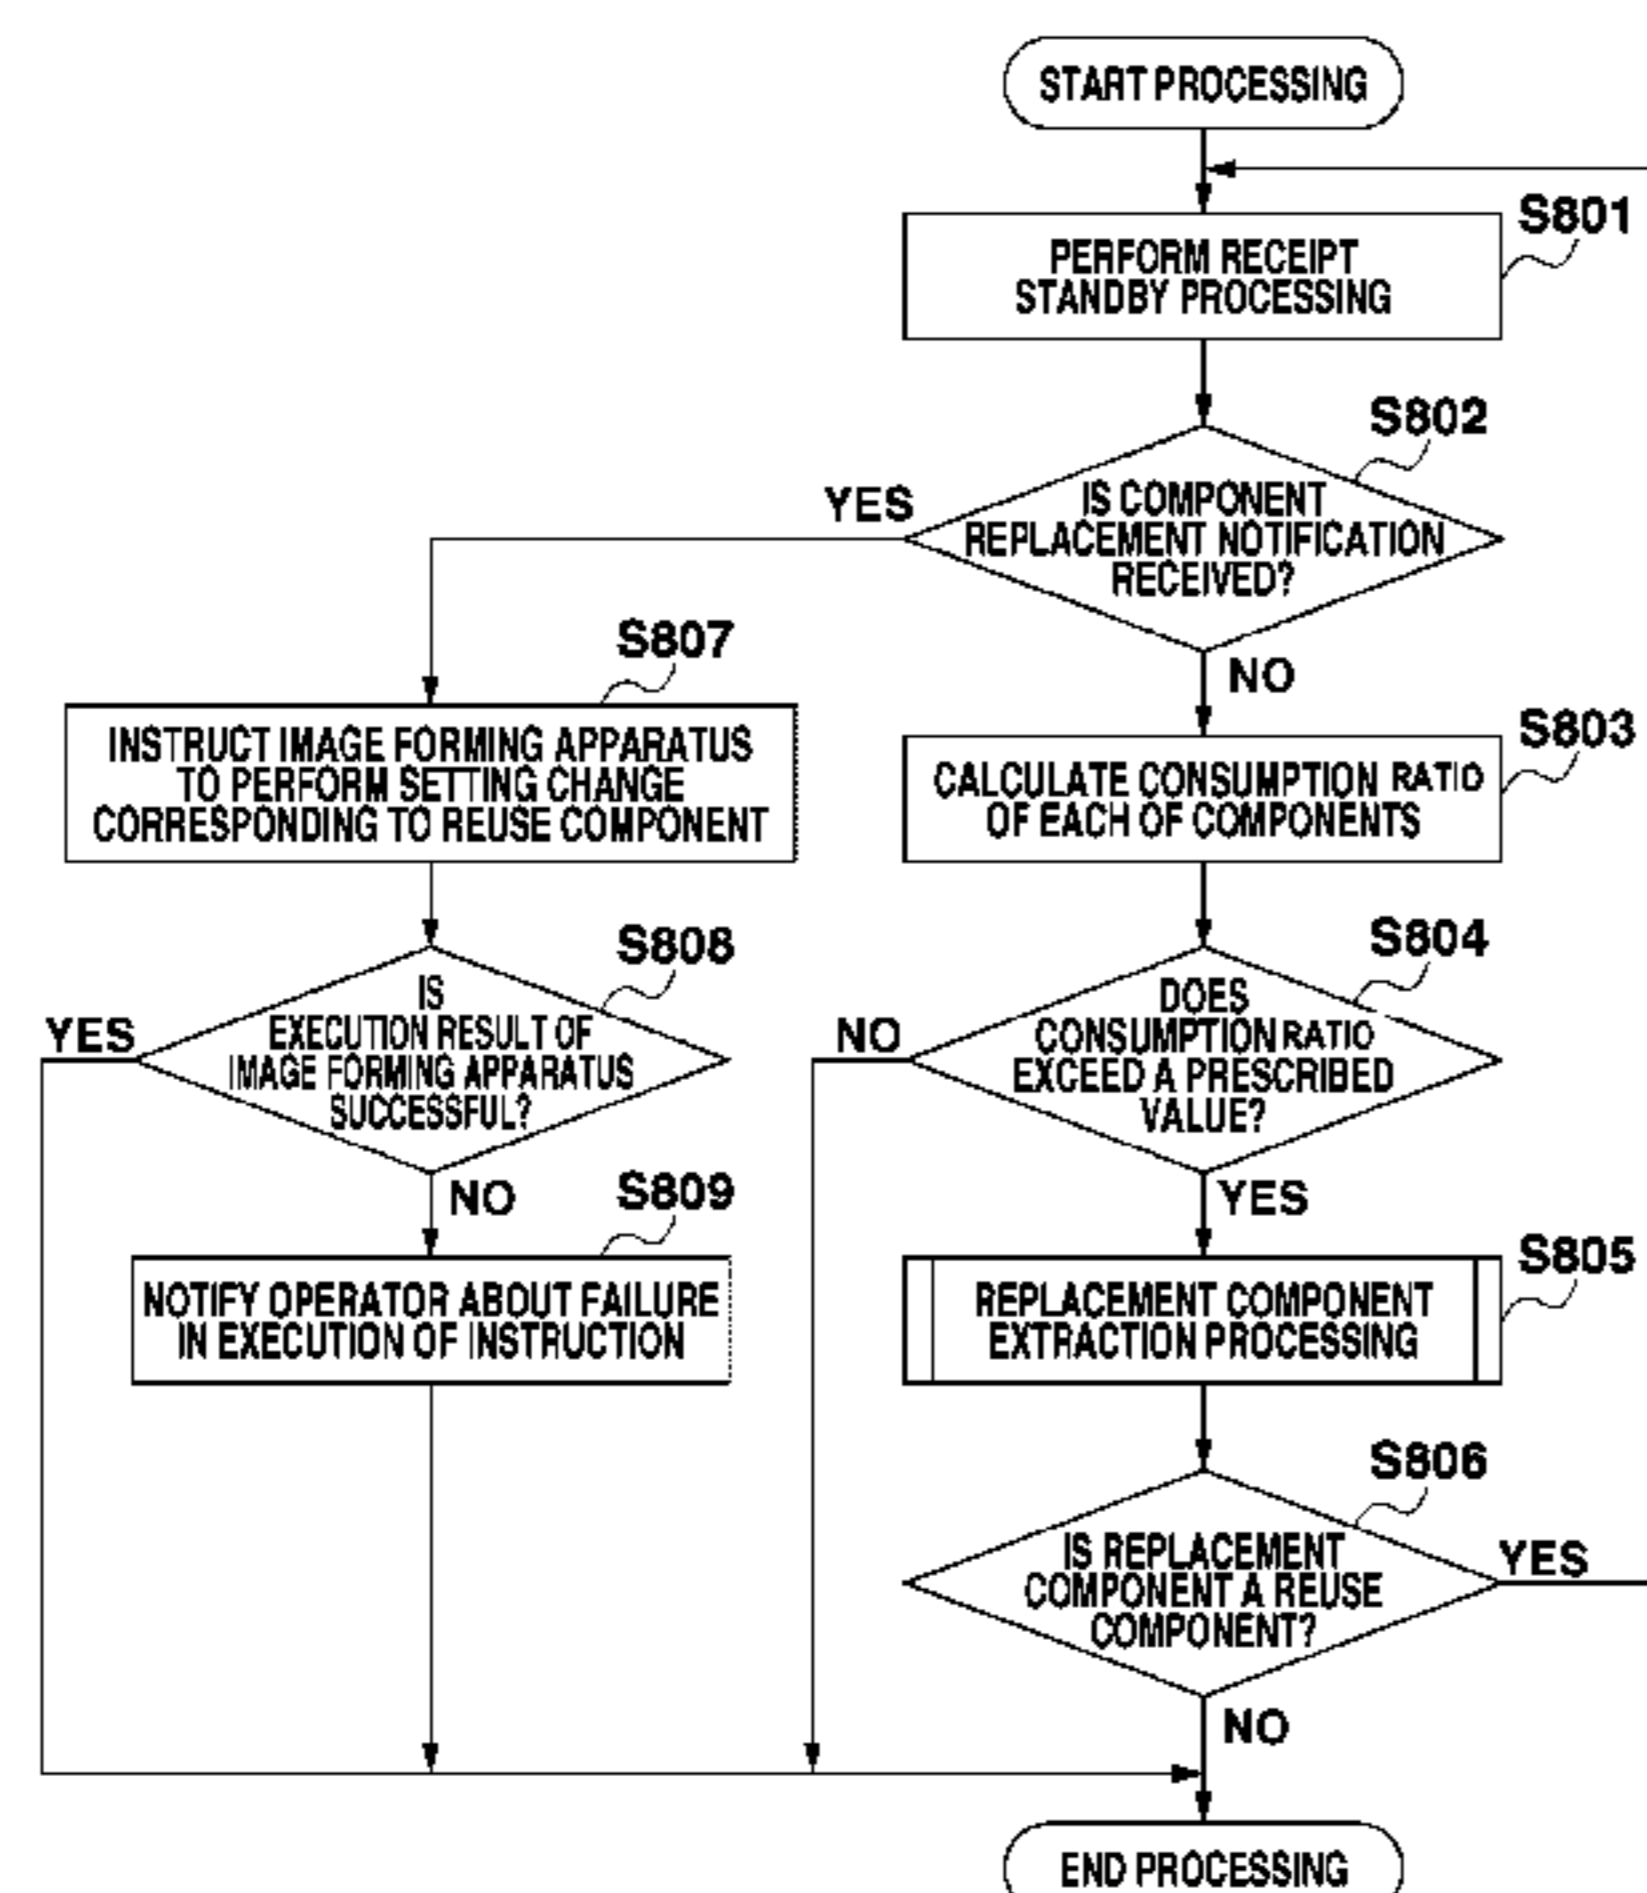 START PROCESSING
S801
PERFORM RECEIPT
STANDBY PROCESSING
S802
YES
IS COMPONENT
REPLACEMENT NOTIFICATION
RECEIVED?
NO
S807
INSTRUCT IMAGE FORMING APPARATUS
TO PERFORM SETTING CHANGE
CORRESPONDING TO REUSE COMPONENT
S803
CALCULATE CONSUMPTION RATIO
OF EACH OF COMPONENTS
S808
YES
IS
EXECUTION RESULT OF
IMAGE FORMING APPARATUS
SUCCESSFUL?
NO
S804
NO
DOES
CONSUMPTION RATIO
EXCEED A PRESCRIBED
VALUE?
YES
S809
NOTIFY OPERATOR ABOUT FAILURE
IN EXECUTION OF INSTRUCTION
S805
REPLACEMENT COMPONENT
EXTRACTION PROCESSING
S806
IS REPLACEMENT
COMPONENT A REUSE
COMPONENT?
YES
NO
END PROCESSING